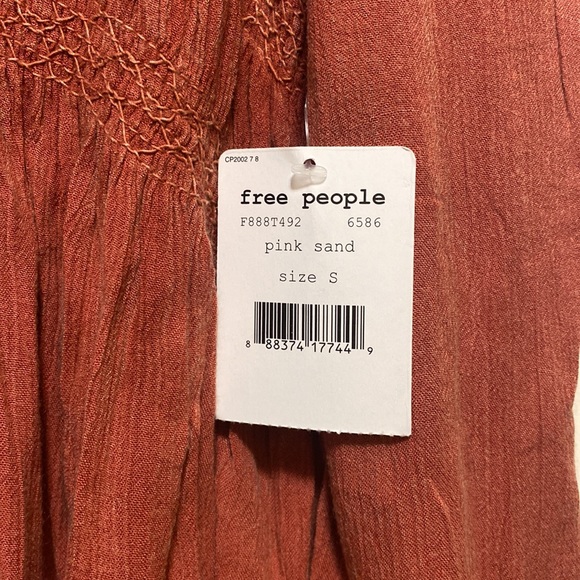 CP2002 7 8
free people
F888T492 6586
pink sand
size S
8 88374 17744 9